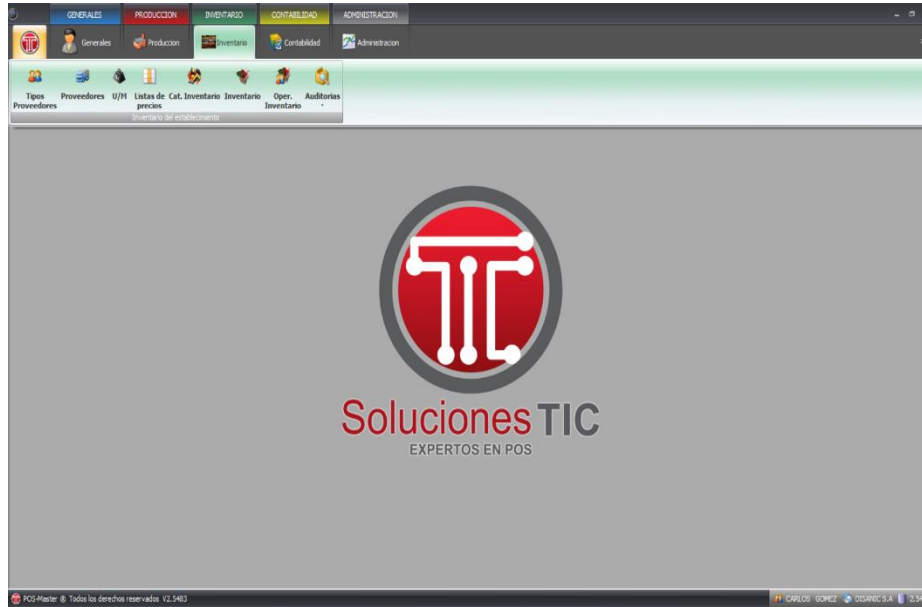 GENERALES PRODUCCION INVENTARIO CONTABILIDAD ADMINISTRACION
Generales Produccion Inventario Contabilidad Administracion
Tipos Proveedores U/M Listas de Cat. Inventario Inventario Oper. Auditorias
Proveedores precios Inventario
Inventario del establecimiento
TIC
Soluciones TIC
EXPERTOS EN POS
POS-Master ® Todos los derechos reservados V2.5483 CARLOS GOMEZ DISANIC S.A